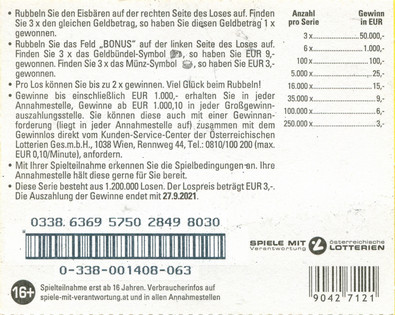 • Rubbeln Sie den Eisbären auf der rechten Seite des Loses auf. Finden
Sie 3 x den gleichen Geldbetrag, so haben Sie diesen Geldbetrag 1 x
gewonnen.
• Rubbeln Sie das Feld „BONUS" auf der linken Seite des Loses auf.
Finden Sie 3 x das Geldbündel-Symbol, so haben Sie EUR 9,-
gewonnen. Finden Sie 3x das Münz-Symbol, so haben Sie EUR 3,-
gewonnen.
• Pro Los können Sie bis zu 2 x gewinnen. Viel Glück beim Rubbeln!
• Gewinne bis einschließlich EUR 1.000,- erhalten Sie in jeder
Annahmestelle, Gewinne ab EUR 1.000,10 in jeder Großgewinn-
auszahlungsstelle. Sie können diese auch mit einer Gewinnan-
forderung (liegt in jeder Annahmestelle auf) zusammen mit dem
Gewinnlos direkt vom Kunden-Service-Center der Österreichischen
Lotterien Ges.m.b.H., 1038 Wien, Rennweg 44, Tel.: 0810/100 200 (max.
EUR 0,10/Minute), anfordern.
• Mit Ihrer Spielteilnahme erkennen Sie die Spielbedingungen an. Ihre
Annahmestelle hält diese gerne für Sie bereit.
• Diese Serie besteht aus 1.200.000 Losen. Der Lospreis beträgt EUR 3,-.
Die Auszahlung der Gewinne endet mit 27.9.2021.
Anzahl Gewinn
pro Serie in EUR
3 x 50.000,-
6 x 1.000,-
100 x 100,-
5.000 x 25,-
16.000 x 15,-
35.000 x 9,-
100.000 x 6,-
250.000 x 3,-
0338 6369 5750 2849 8030
0-338-001408-063
SPIELE MIT
Verantwortung
österreichische
LOTTERIEN
16+
Spielteilnahme erst ab 16 Jahren. Verbraucherinfos auf
spiele-mit-verantwortung.at und in allen Annahmestellen
9042 7121